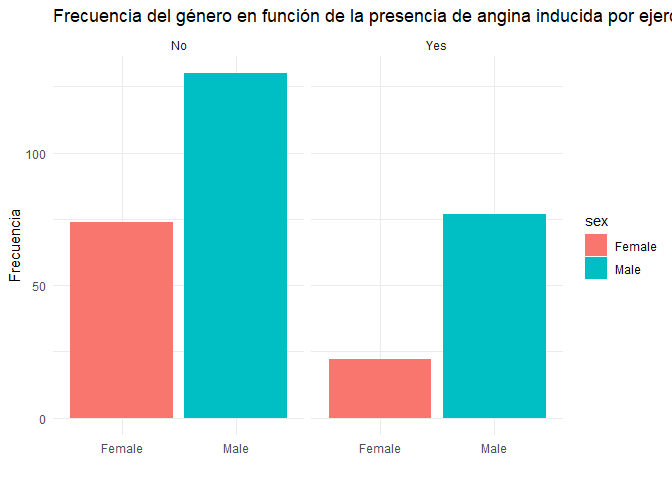 Frecuencia del género en función de la presencia de angina inducida por ejerc
No
Yes
Frecuencia
100
50
0
Female
Male
Female
Male
sex
Female
Male